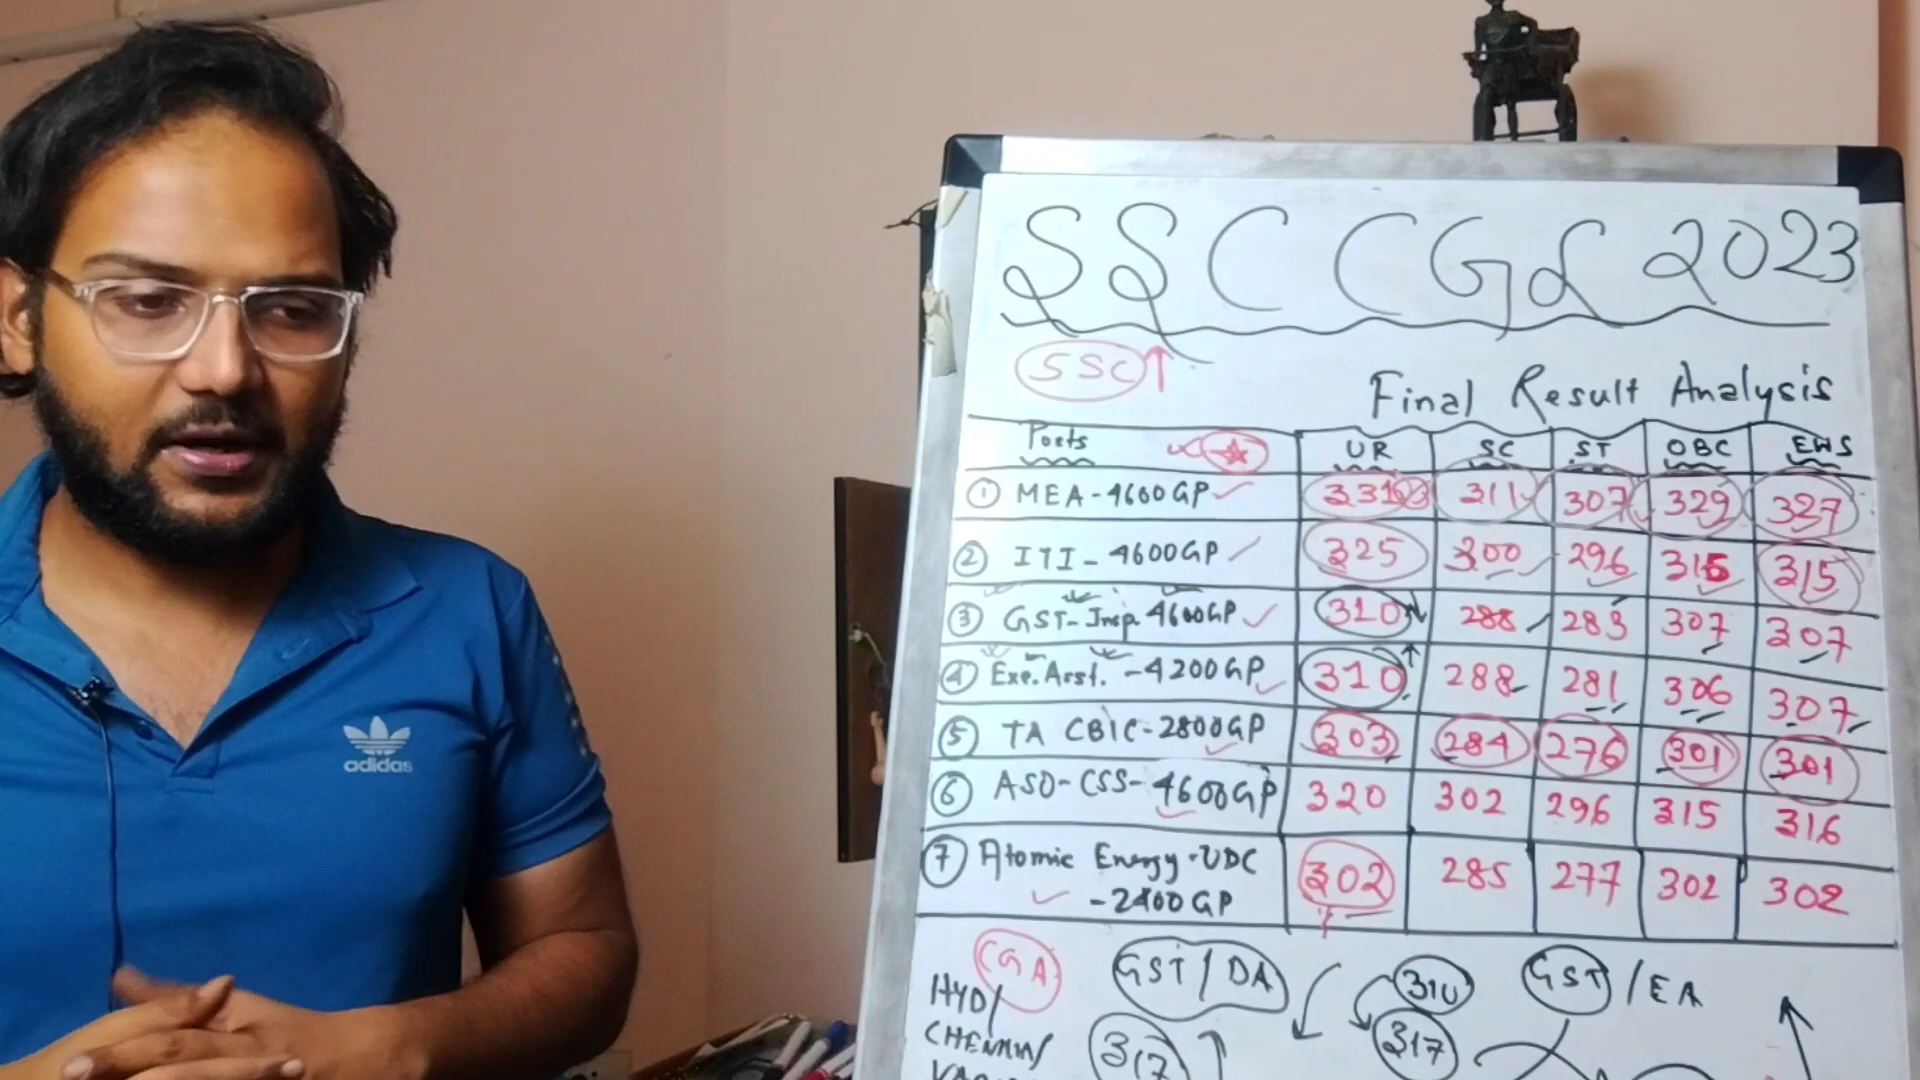 SSC CGL 2023
SSC ↑
Final Result Analysis
Posts UR SC ST OBC EWS
① MEA - 4600GP 331 311 307 329 327
② ITI - 4600GP 325 300 296 315 315
③ GST-Insp. 4600GP 310 288 283 307 307
④ Exe. Asst. - 4200GP 310 288 281 306 307
⑤ TA CBIC - 2800GP 303 284 276 301 301
⑥ ASO - CSS - 4600GP 320 302 296 315 316
⑦ Atomic Energy - UDC 302 285 277 302 302
- 2400GP
CGA GST/DA 310 GST/EA
HYD/
CHENNAI/ 317 317
adidas